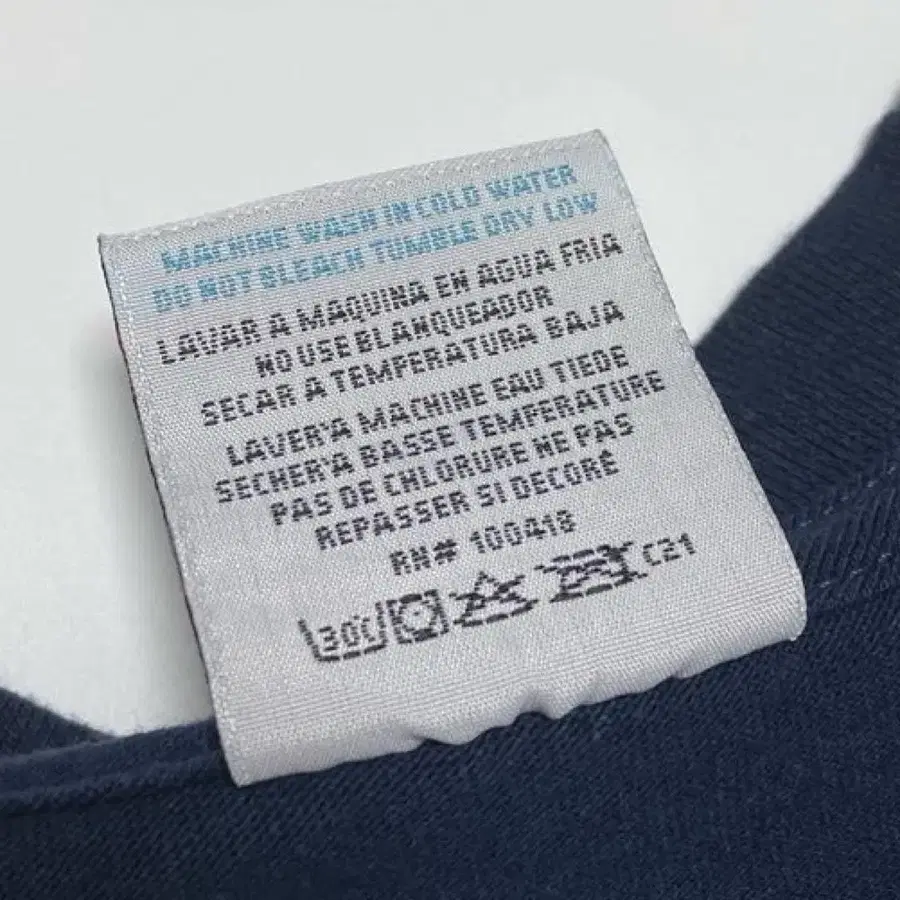 MACHINE WASH IN COLD WATER
DO NOT BLEACH TUMBLE DRY LOW
LAVAR A MAQUINA EN AGUA FRIA
NO USE BLANQUEADOR
SECAR A TEMPERATURA BAJA
LAVER'A MACHINE EAU TIEDE
SECHER'A BASSE TEMPERATURE
PAS DE CHLORURE NE PAS
REPASSER SI DECORÉ
RN# 100418
30C C21